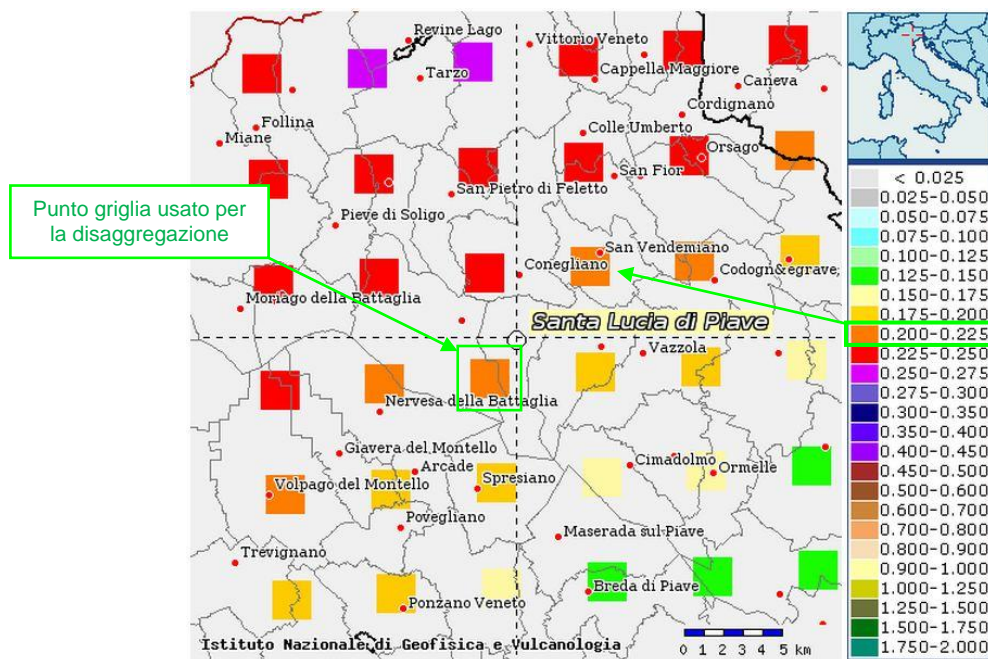 Revine Lago
Vittorio Veneto
Tarzo
Cappella Maggiore
Caneva
Cordignano
Follina
Miane
Colle Umberto
Orsago
San Fior
San Pietro di Feletto
Punto griglia usato per
la disaggregazione
Pieve di Soligo
San Vendemiano
Conegliano
Codogn&egrave;
Moriago della Battaglia
Santa Lucia di Piave
Vazzola
Nervesa della Battaglia
Giavera del Montello
Arcade
Cimadolmo
Ormelle
Volpago del Montello
Spresiano
Povegliano
Maserada sul Piave
Trevignano
Breda di Piave
Ponzano Veneto
Istituto Nazionale di Geofisica e Vulcanologia
0 1 2 3 4 5 km
< 0.025
0.025-0.050
0.050-0.075
0.075-0.100
0.100-0.125
0.125-0.150
0.150-0.175
0.175-0.200
0.200-0.225
0.225-0.250
0.250-0.275
0.275-0.300
0.300-0.350
0.350-0.400
0.400-0.450
0.450-0.500
0.500-0.600
0.600-0.700
0.700-0.800
0.800-0.900
0.900-1.000
1.000-1.250
1.250-1.500
1.500-1.750
1.750-2.000